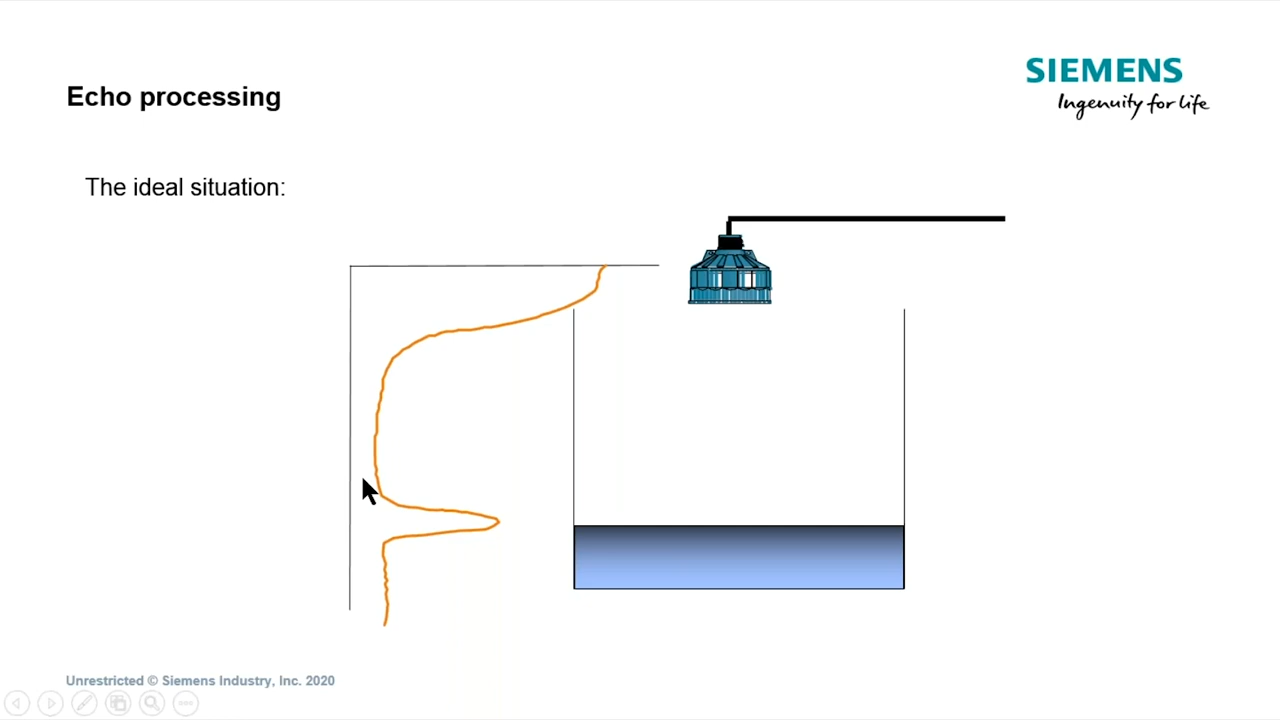 SIEMENS
Ingenuity for life
Echo processing
The ideal situation:
Unrestricted © Siemens Industry, Inc. 2020